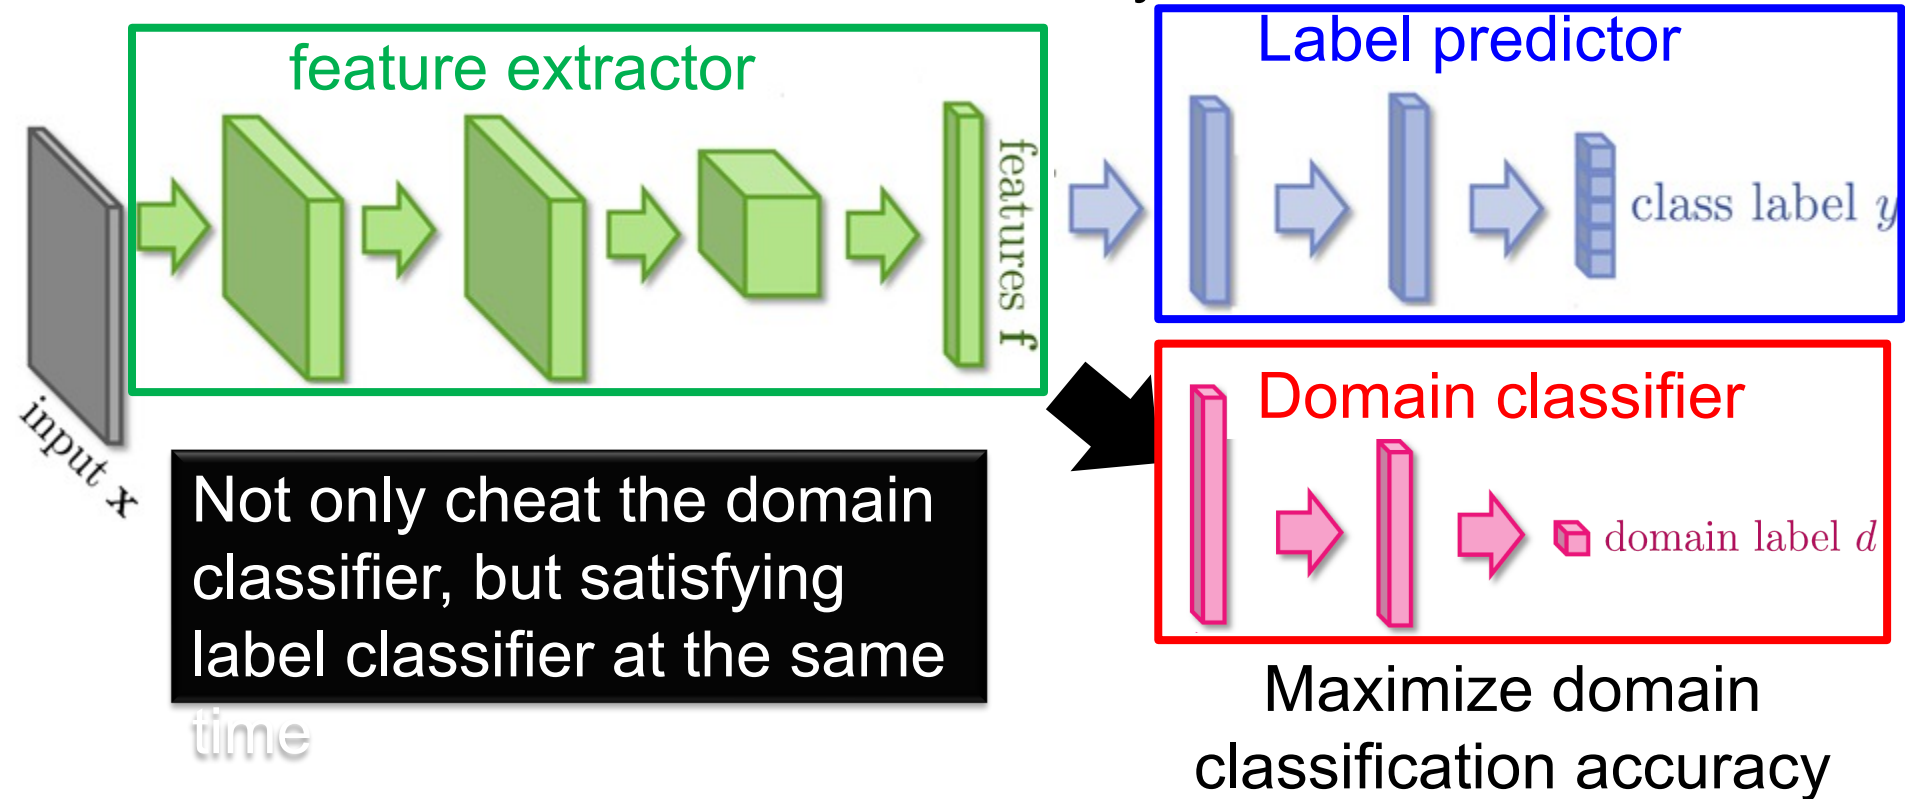 feature extractor
Label predictor
features f
class label y
input x
Domain classifier
domain label d
Not only cheat the domain
classifier, but satisfying
label classifier at the same
time
Maximize domain
classification accuracy